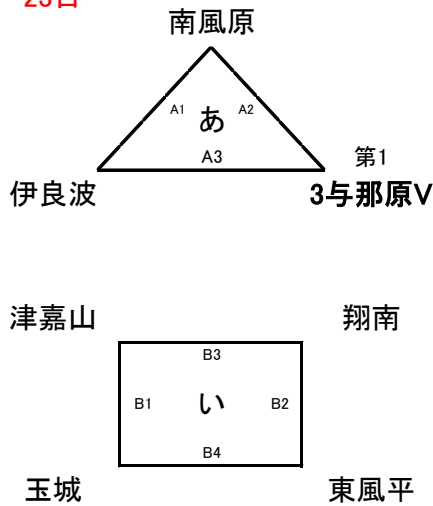 23日
南風原
A1 あ A2
A3
第1
伊良波 3与那原V
津嘉山 翔南
B3
B1 い B2
B4
玉城 東風平